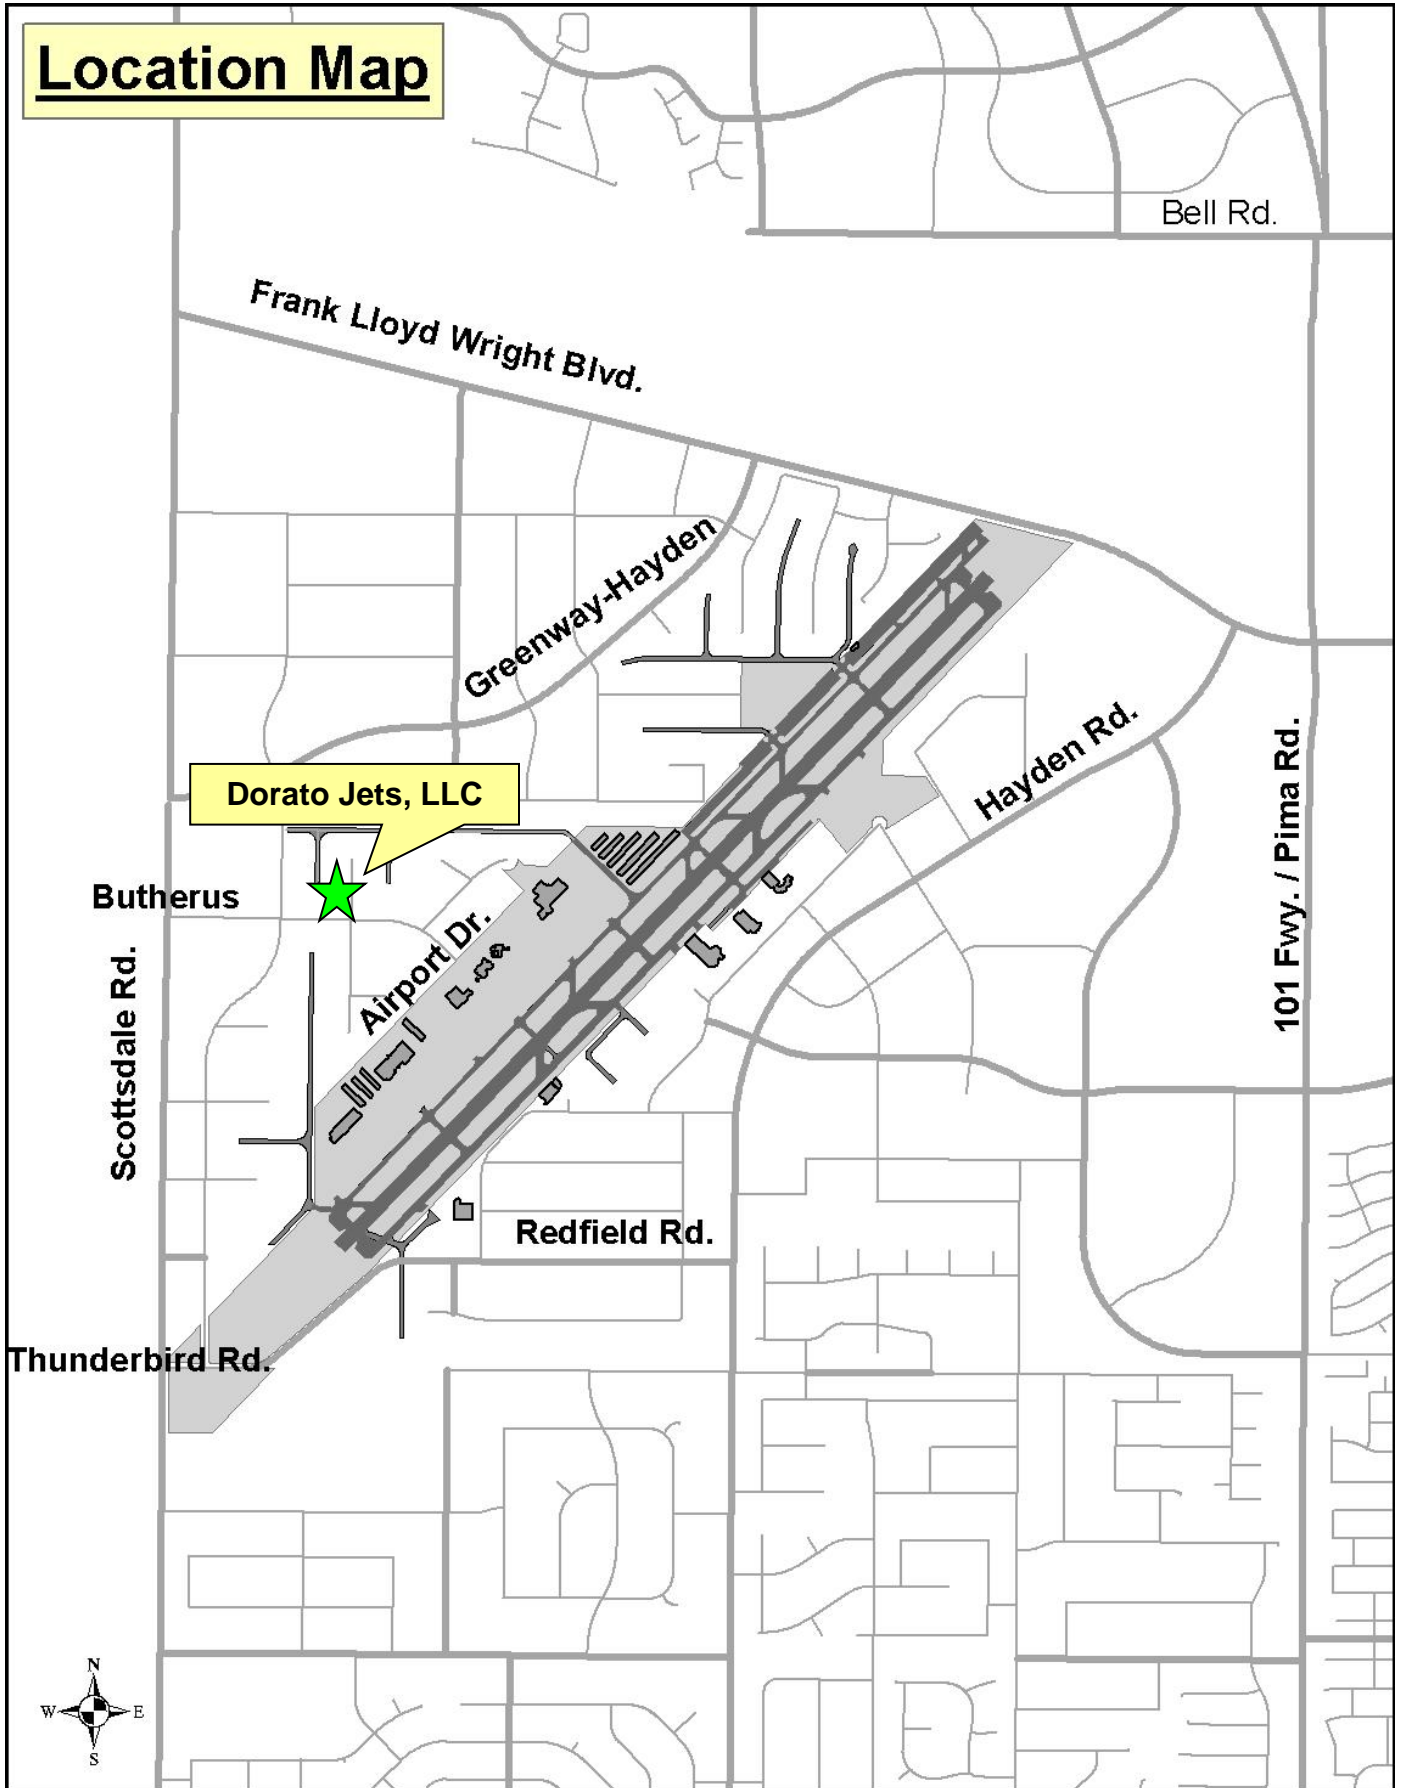 Location Map
Bell Rd.
Frank Lloyd Wright Blvd.
Greenway-Hayden
Hayden Rd.
101 Fwy. / Pima Rd.
Dorato Jets, LLC
Butherus
Airport Dr.
Scottsdale Rd.
Redfield Rd.
Thunderbird Rd.
N
W E
S